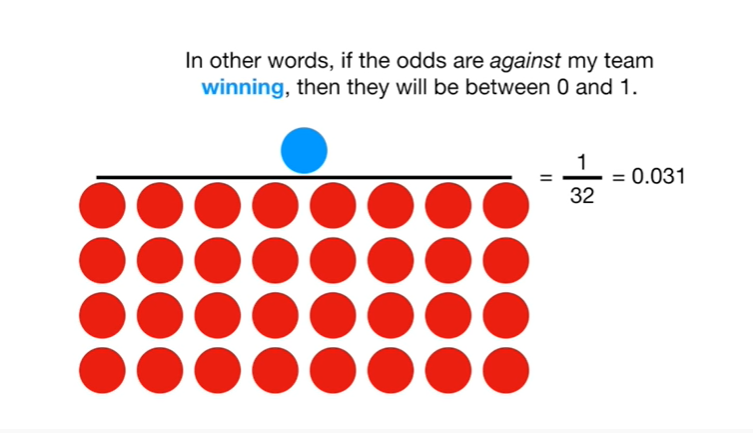 In other words, if the odds are against my team
winning, then they will be between 0 and 1.
= 1/32 = 0.031